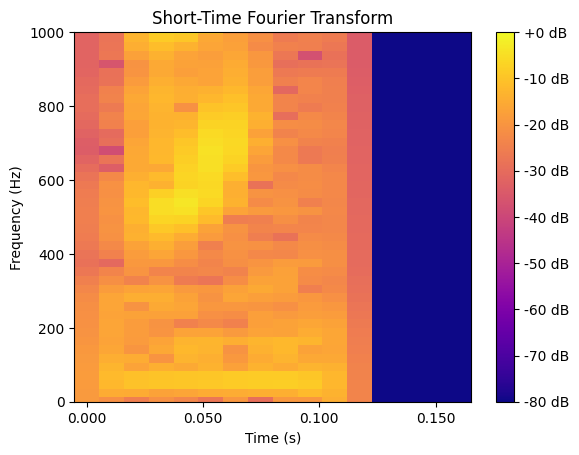 Short-Time Fourier Transform
1000
800
600
400
200
0
Frequency (Hz)
0.000
0.050
0.100
0.150
Time (s)
+0 dB
-10 dB
-20 dB
-30 dB
-40 dB
-50 dB
-60 dB
-70 dB
-80 dB